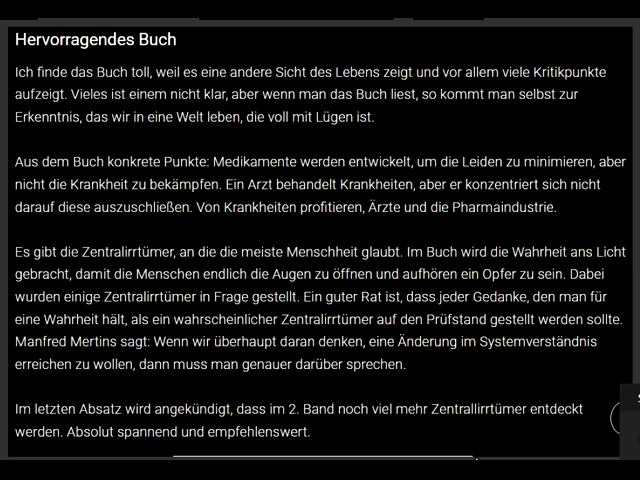 Hervorragendes Buch
Ich finde das Buch toll, weil es eine andere Sicht des Lebens zeigt und vor allem viele Kritikpunkte
aufzeigt. Vieles ist einem nicht klar, aber wenn man das Buch liest, so kommt man selbst zur
Erkenntnis, das wir in eine Welt leben, die voll mit Lügen ist.
Aus dem Buch konkrete Punkte: Medikamente werden entwickelt, um die Leiden zu minimieren, aber
nicht die Krankheit zu bekämpfen. Ein Arzt behandelt Krankheiten, aber er konzentriert sich nicht
darauf diese auszuschließen. Von Krankheiten profitieren, Ärzte und die Pharmaindustrie.
Es gibt die Zentralirrtümer, an die die meiste Menschheit glaubt. Im Buch wird die Wahrheit ans Licht
gebracht, damit die Menschen endlich die Augen zu öffnen und aufhören ein Opfer zu sein. Dabei
wurden einige Zentralirrtümer in Frage gestellt. Ein guter Rat ist, dass jeder Gedanke, den man für
eine Wahrheit hält, als ein wahrscheinlicher Zentralirrtümer auf den Prüfstand gestellt werden sollte.
Manfred Mertins sagt: Wenn wir überhaupt daran denken, eine Änderung im Systemverständnis
erreichen zu wollen, dann muss man genauer darüber sprechen.
Im letzten Absatz wird angekündigt, dass im 2. Band noch viel mehr Zentrallirrtümer entdeckt
werden. Absolut spannend und empfehlenswert.